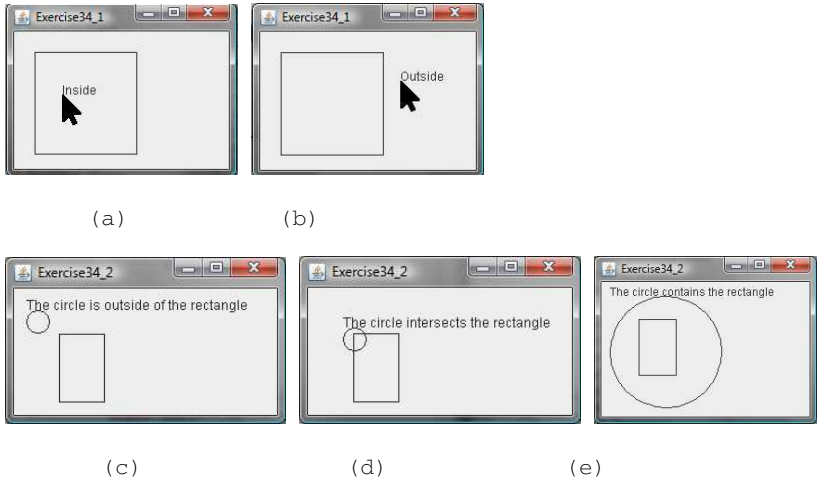 Exercise34_1
Inside
Exercise34_1
Outside
(a)
(b)
Exercise34_2
The circle is outside of the rectangle
Exercise34_2
The circle intersects the rectangle
Exercise34_2
The circle contains the rectangle
(c)
(d)
(e)